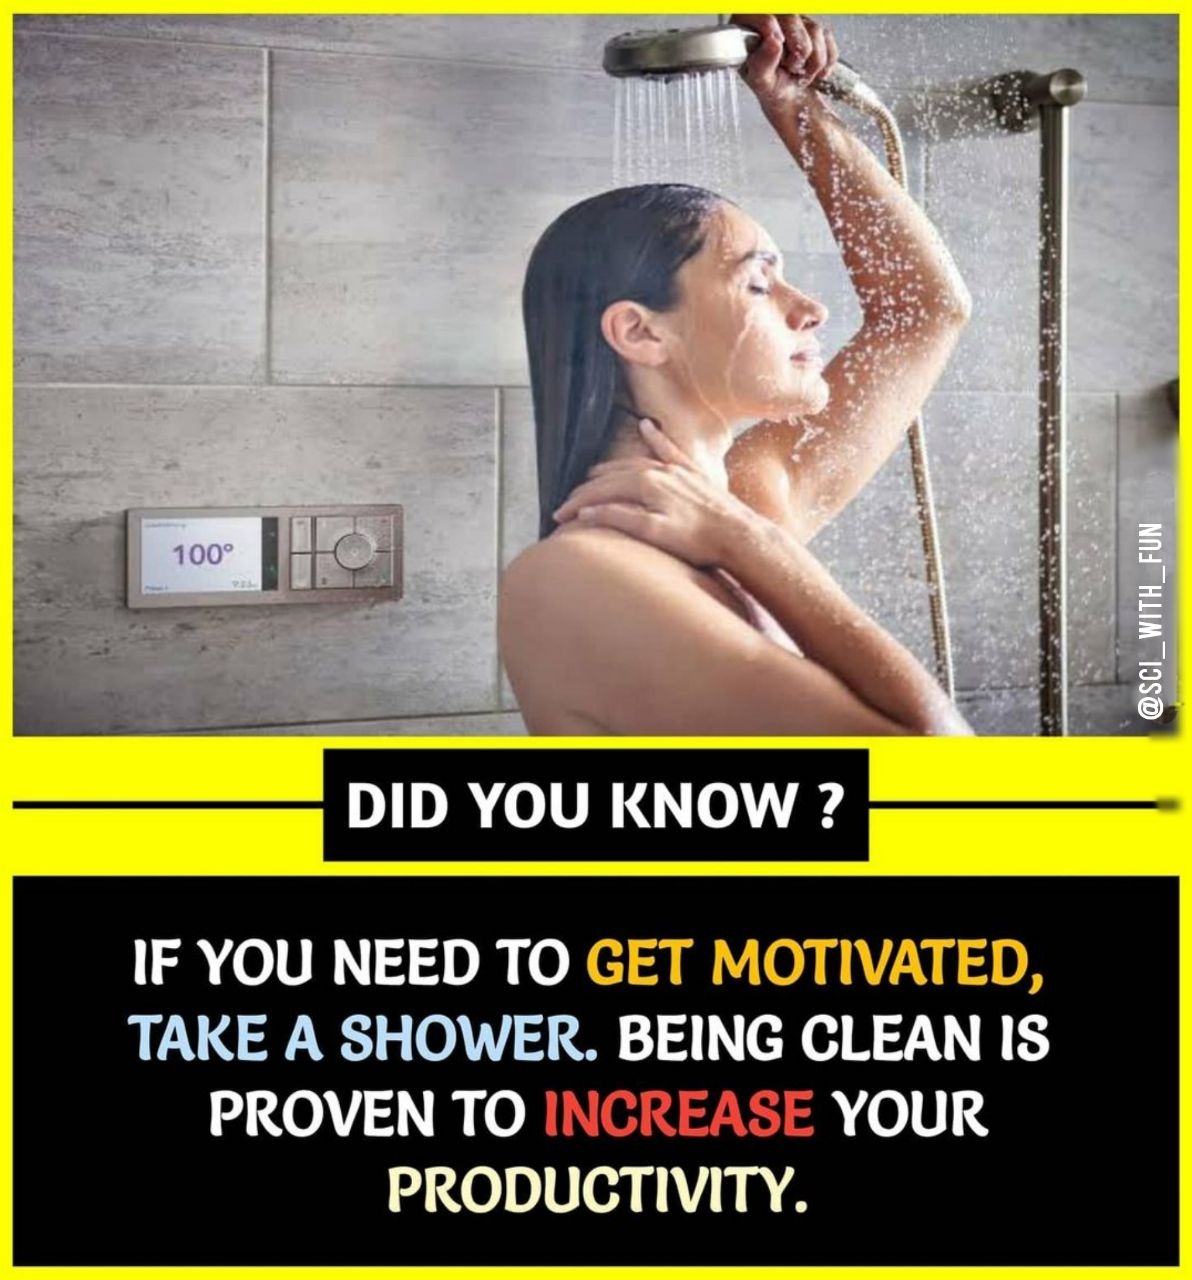 100°
@SCI_WITH_FUN
DID YOU KNOW ?
IF YOU NEED TO GET MOTIVATED,
TAKE A SHOWER. BEING CLEAN IS
PROVEN TO INCREASE YOUR
PRODUCTIVITY.